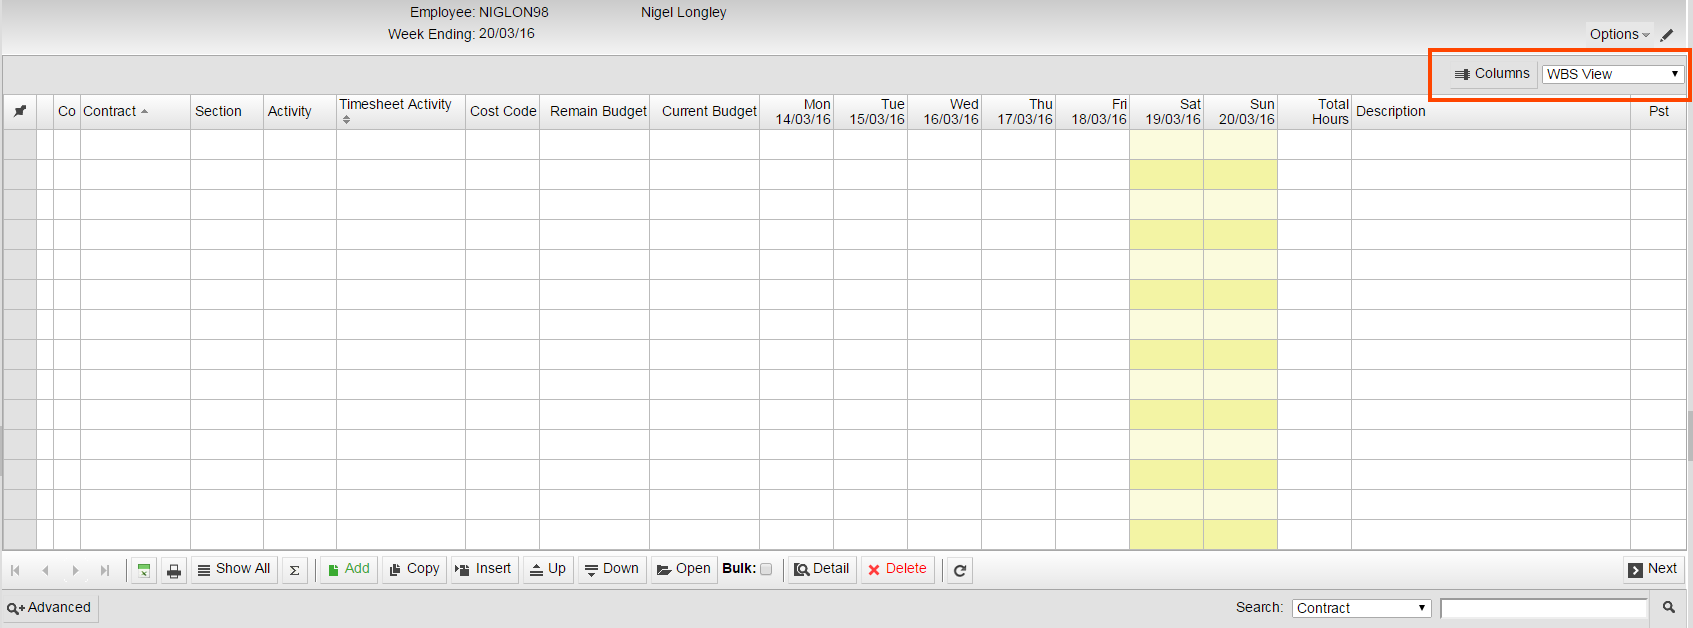 Employee: NIGLON98 Nigel Longley
Week Ending: 20/03/16
Options
Columns WBS View
Co Contract Section Activity Timesheet Activity Cost Code Remain Budget Current Budget Mon 14/03/16 Tue 15/03/16 Wed 16/03/16 Thu 17/03/16 Fri 18/03/16 Sat 19/03/16 Sun 20/03/16 Total Hours Description Pst
Show All Σ Add Copy Insert Up Down Open Bulk: Detail Delete Next
Advanced Search: Contract